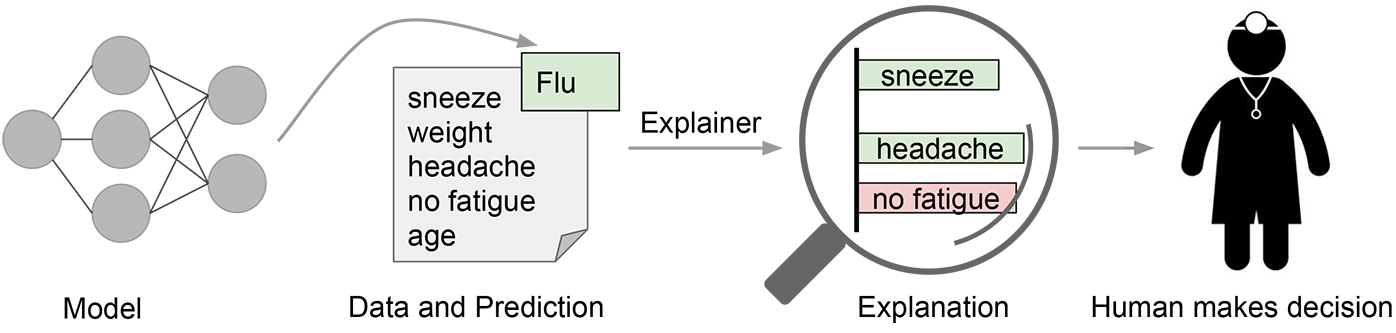 Flu
sneeze
weight
headache
no fatigue
age
Explainer
sneeze
headache
no fatigue
Model
Data and Prediction
Explanation
Human makes decision